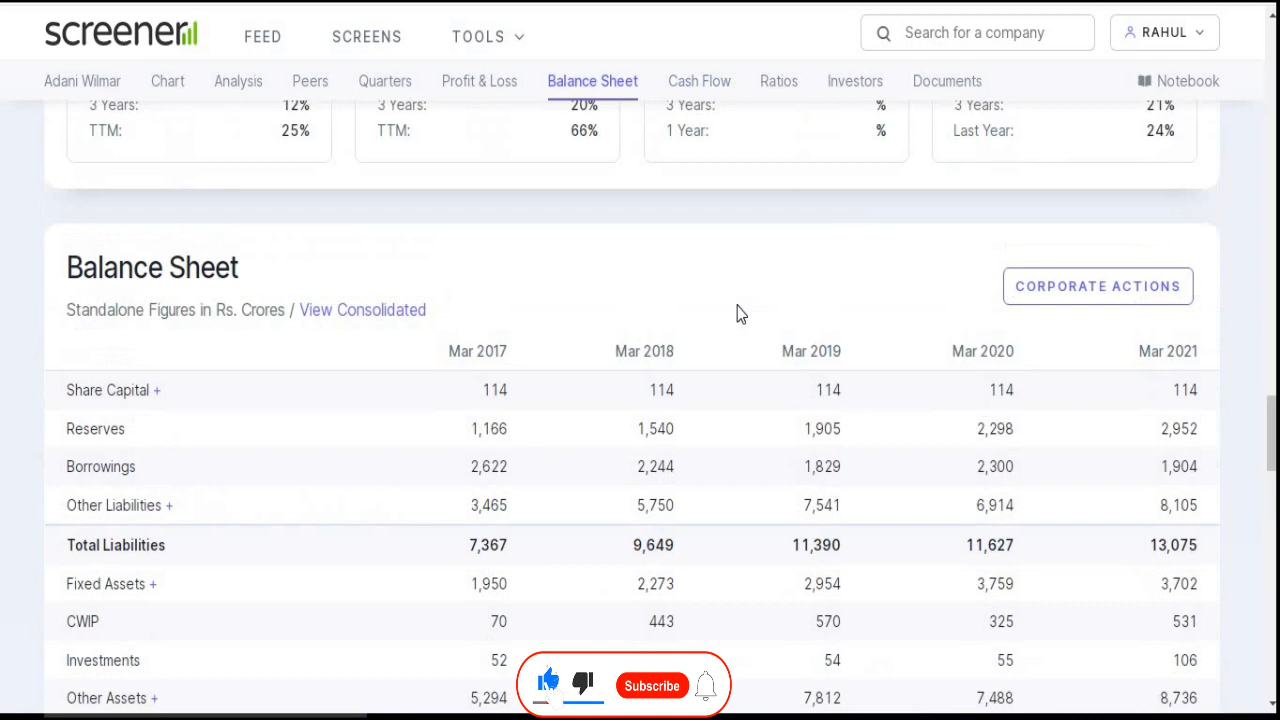 screener FEED SCREENS TOOLS Search for a company RAHUL
Adani Wilmar Chart Analysis Peers Quarters Profit & Loss Balance Sheet Cash Flow Ratios Investors Documents Notebook
3 Years: 12% 3 Years: 20% 3 Years: % 3 Years: 21%
TTM: 25% TTM: 66% 1 Year: % Last Year: 24%
Balance Sheet
CORPORATE ACTIONS
Standalone Figures in Rs. Crores / View Consolidated
Mar 2017 Mar 2018 Mar 2019 Mar 2020 Mar 2021
Share Capital + 114 114 114 114 114
Reserves 1,166 1,540 1,905 2,298 2,952
Borrowings 2,622 2,244 1,829 2,300 1,904
Other Liabilities + 3,465 5,750 7,541 6,914 8,105
Total Liabilities 7,367 9,649 11,390 11,627 13,075
Fixed Assets + 1,950 2,273 2,954 3,759 3,702
CWIP 70 443 570 325 531
Investments 52 54 55 106
Other Assets + 5,294 7,812 7,488 8,736
Subscribe